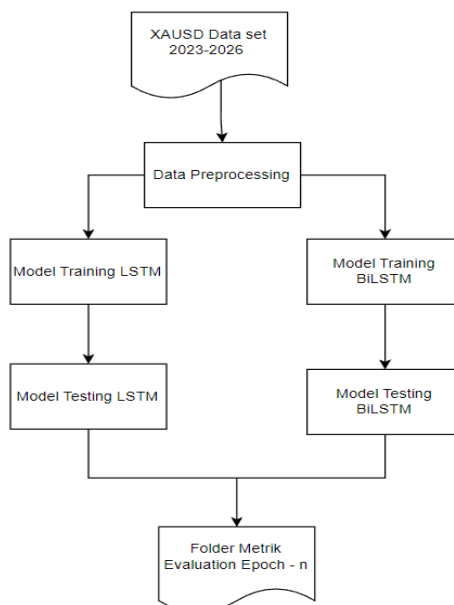 XAUSD Data set
2023-2026
Data Preprocessing
Model Training LSTM
Model Training
BiLSTM
Model Testing LSTM
Model Testing
BiLSTM
Folder Metrik
Evaluation Epoch - n